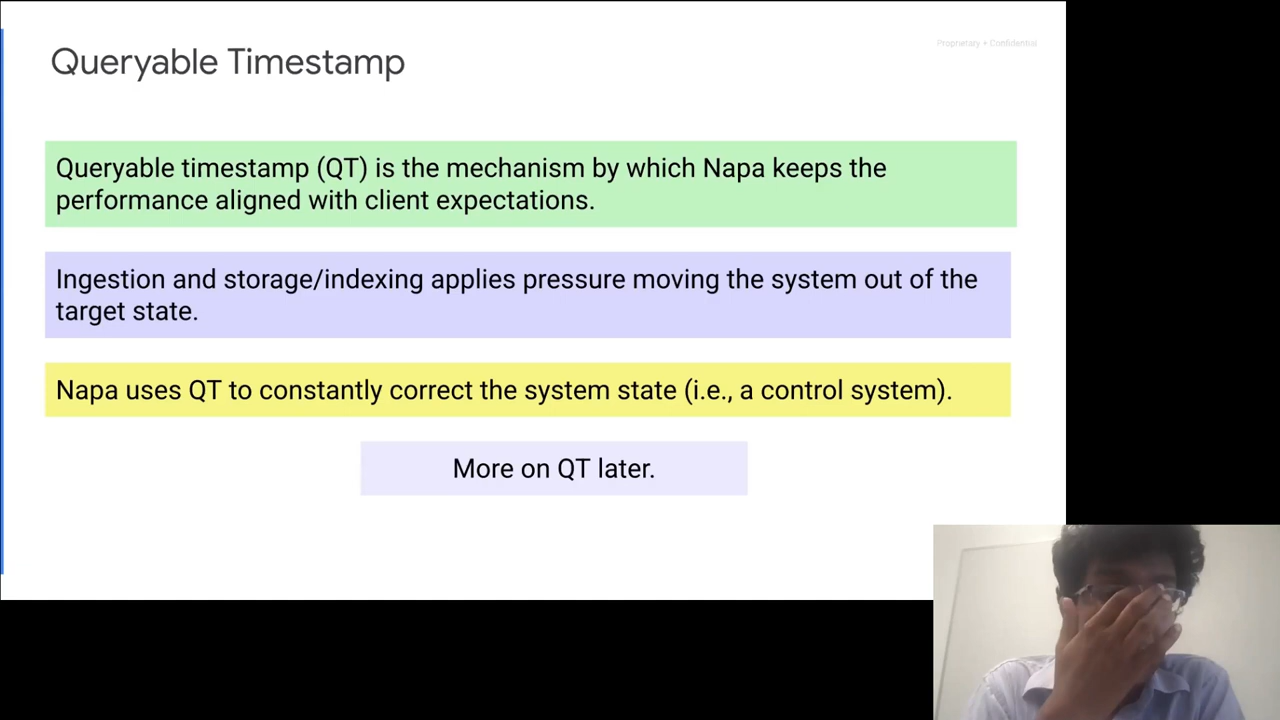 Proprietary + Confidential
Queryable Timestamp
Queryable timestamp (QT) is the mechanism by which Napa keeps the
performance aligned with client expectations.
Ingestion and storage/indexing applies pressure moving the system out of the
target state.
Napa uses QT to constantly correct the system state (i.e., a control system).
More on QT later.